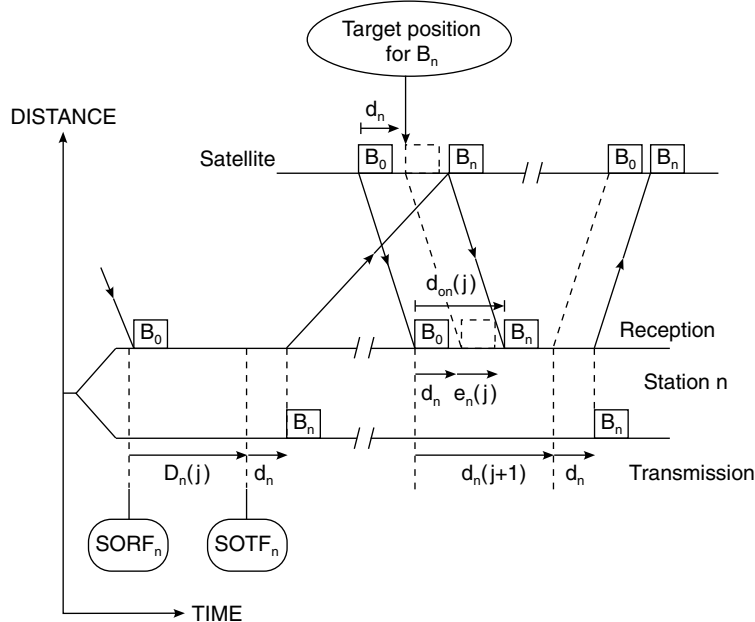 Target position
for Bₙ
DISTANCE
dₙ
Satellite
B₀
Bₙ
B₀
Bₙ
dₒₙ(j)
B₀
B₀
Bₙ
Reception
Station n
dₙ
eₙ(j)
Bₙ
Bₙ
Dₙ(j)
dₙ
dₙ(j+1)
dₙ
Transmission
SORFₙ
SOTFₙ
TIME